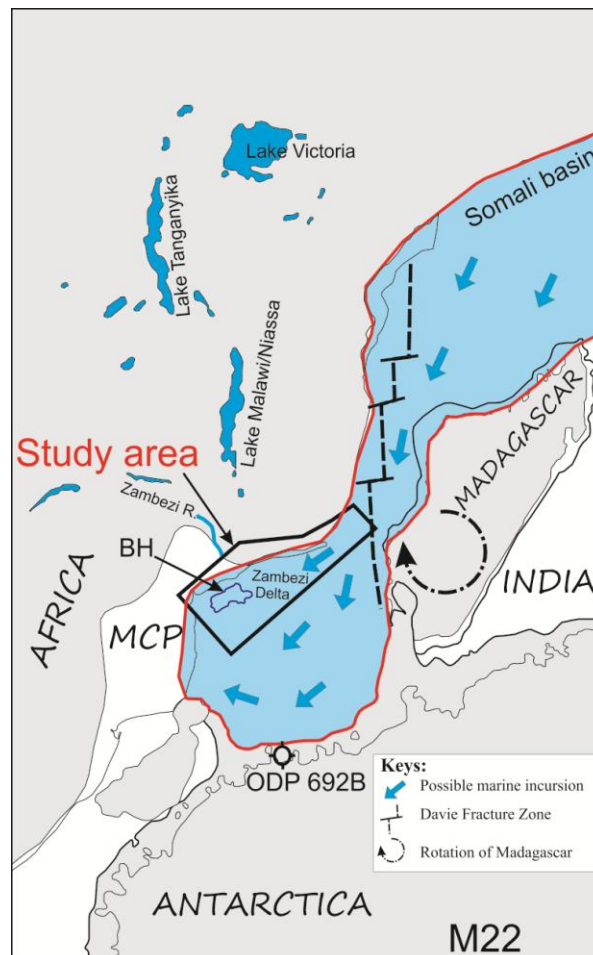 Lake Victoria
Somali basin
Lake Tanganyika
Lake Malawi/Niassa
MADAGASCAR
Study area
Zambezi R.
BH
Zambezi
Delta
INDIA
AFRICA
MCP
ODP 692B
Keys:
Possible marine incursion
Davie Fracture Zone
Rotation of Madagascar
ANTARCTICA
M22